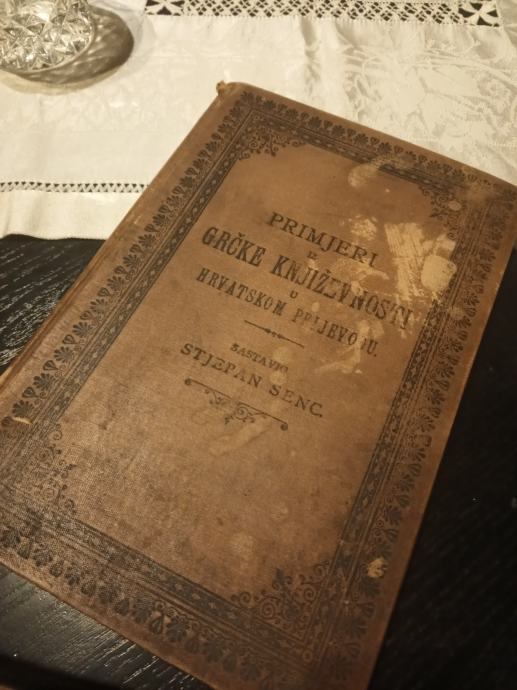 PRIMJERI
IZ
GRČKE KNJIŽEVNOSTI
U
HRVATSKOM PRIJEVODU.
SASTAVIO
STJEPAN SENC.